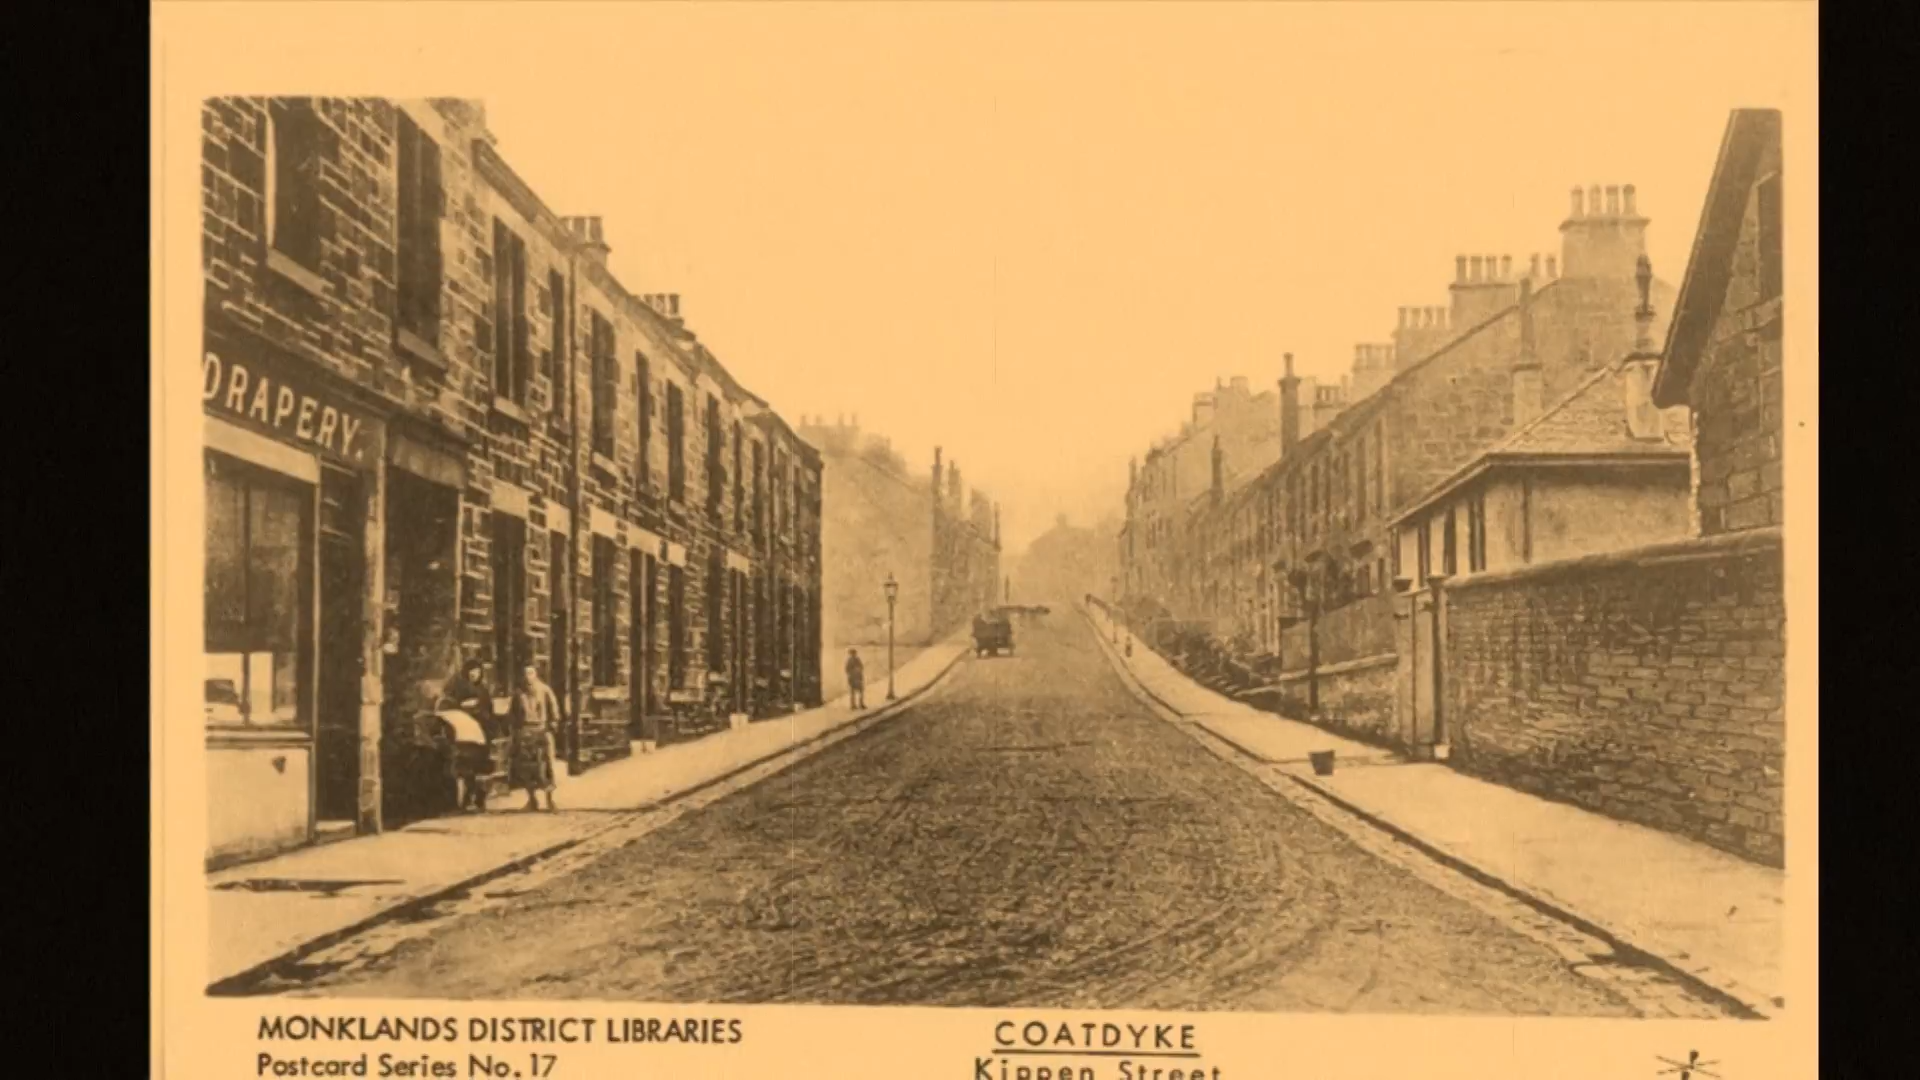 DRAPERY.
MONKLANDS DISTRICT LIBRARIES
Postcard Series No. 17
COATDYKE
Kippen Street